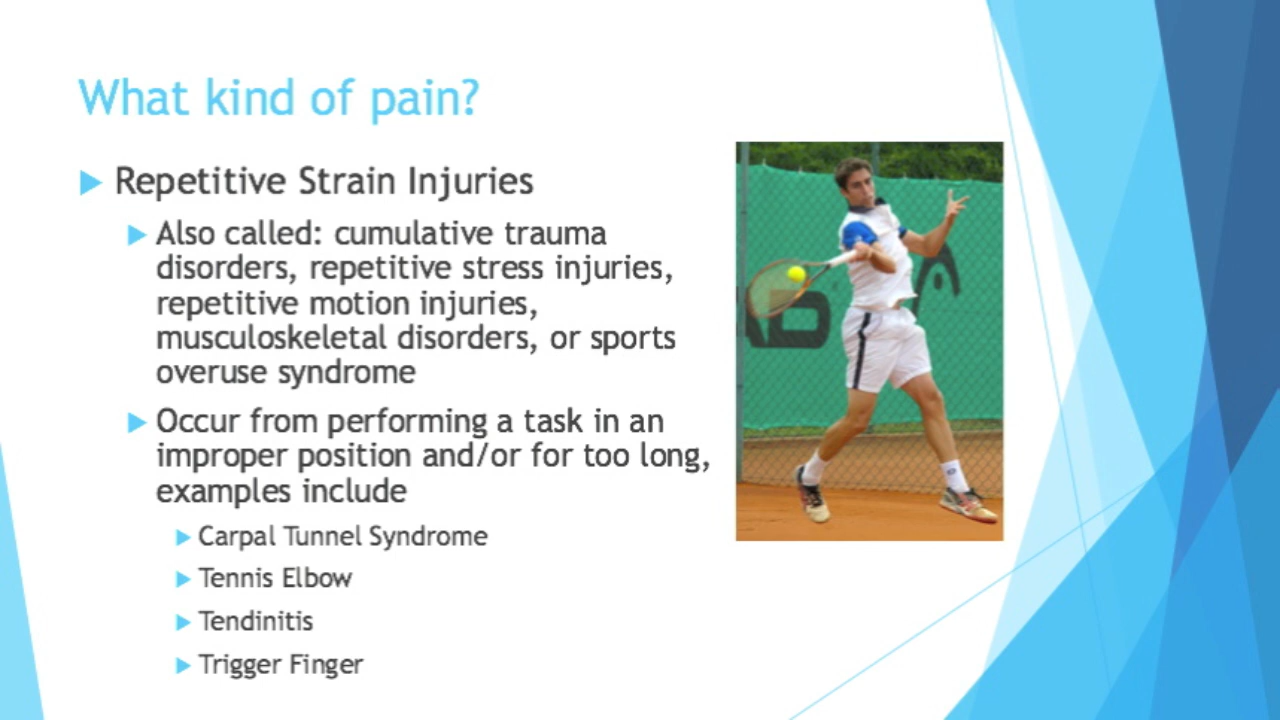 What kind of pain?
Repetitive Strain Injuries
Also called: cumulative trauma
disorders, repetitive stress injuries,
repetitive motion injuries,
musculoskeletal disorders, or sports
overuse syndrome
Occur from performing a task in an
improper position and/or for too long,
examples include
Carpal Tunnel Syndrome
Tennis Elbow
Tendinitis
Trigger Finger